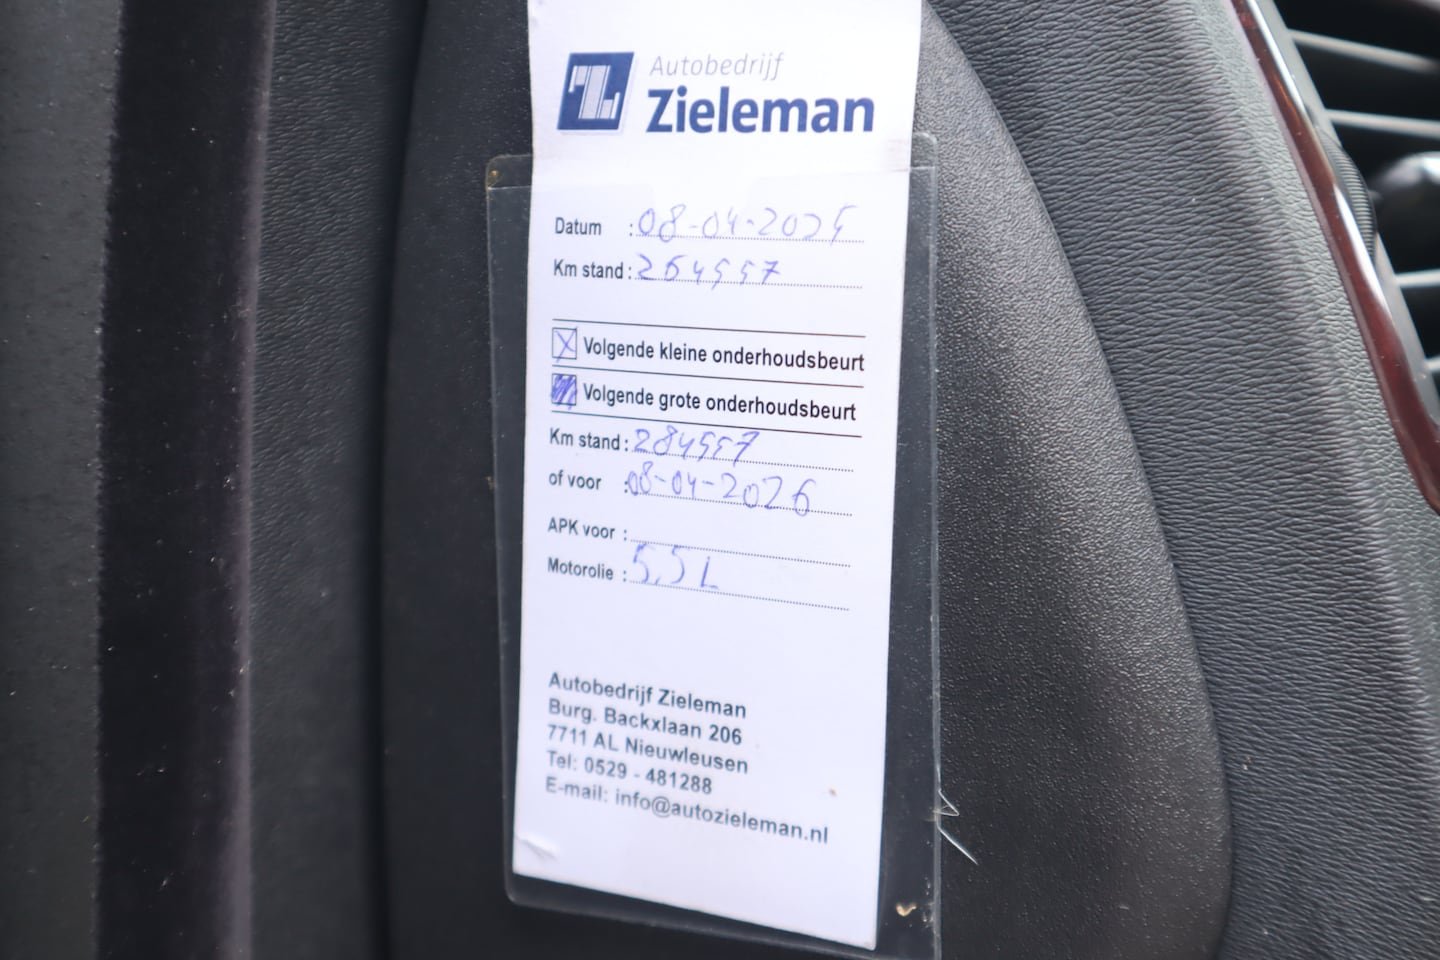 Autobedrijf
Zieleman
Datum : 08-04-2025
Km stand : 264557
Volgende kleine onderhoudsbeurt
Volgende grote onderhoudsbeurt
Km stand : 284557
of voor : 08-04-2026
APK voor :
Motorolie : 5,5 L
Autobedrijf Zieleman
Burg. Backxlaan 206
7711 AL Nieuwleusen
Tel: 0529 - 481288
E-mail: info@autozieleman.nl